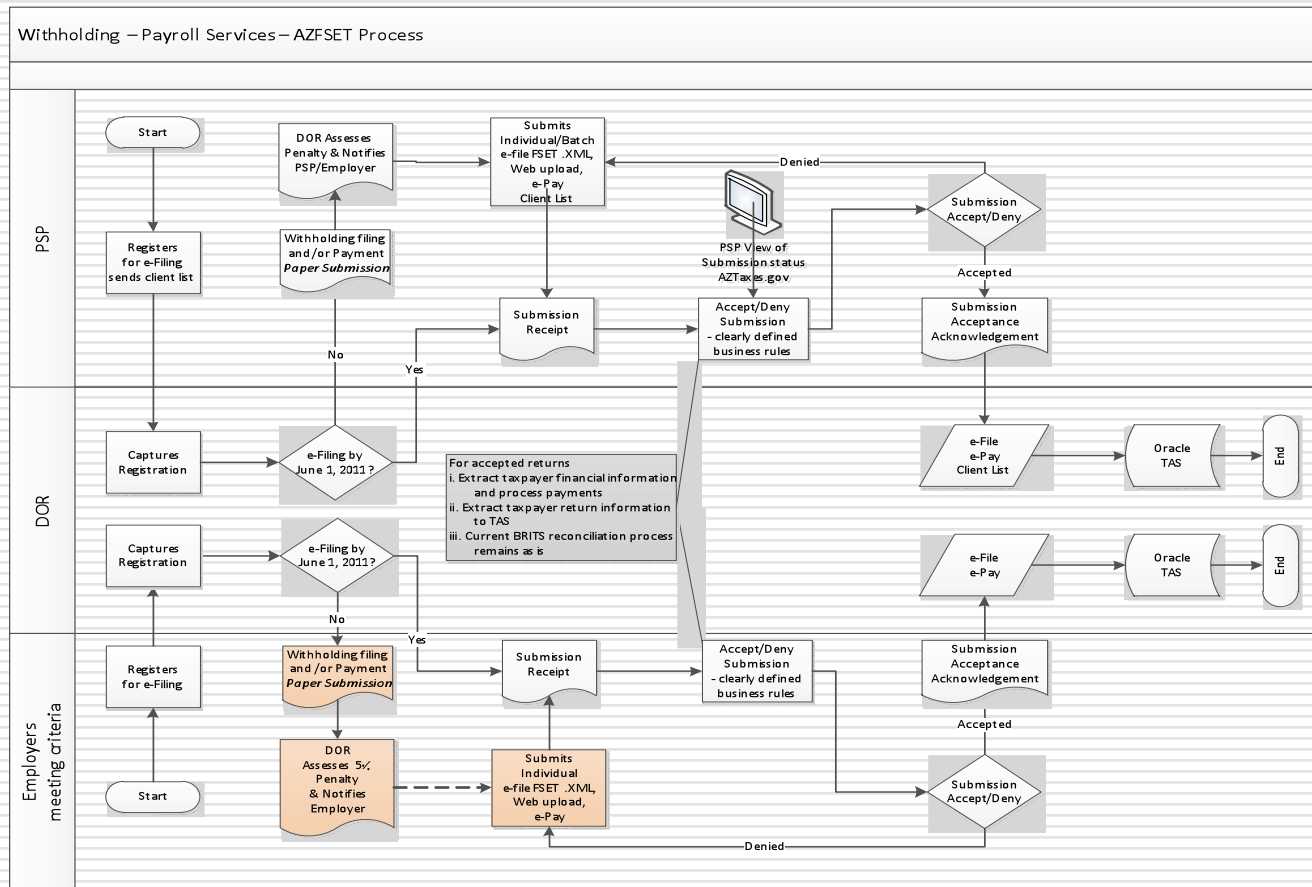 Withholding – Payroll Services – AZFSET Process
PSP
Start
Registers
for e-Filing
sends client list
DOR Assesses
Penalty & Notifies
PSP/Employer
Withholding filing
and /or Payment
Paper Submission
No
Yes
Submits
Individual/Batch
e-file FSET .XML,
Web upload,
e-Pay
Client List
Submission
Receipt
PSP View of
Submission status
AZTaxes.gov
Accept/Deny
Submission
- clearly defined
business rules
Denied
Submission
Accept/Deny
Accepted
Submission
Acceptance
Acknowledgement
DOR
Captures
Registration
e-Filing by
June 1, 2011?
For accepted returns
i. Extract taxpayer financial information
and process payments
ii. Extract taxpayer return information
to TAS
iii. Current BRITS reconciliation process
remains as is
e-File
e-Pay
Client List
Oracle
TAS
End
Captures
Registration
e-Filing by
June 1, 2011?
No
Yes
e-File
e-Pay
Oracle
TAS
End
Employers
meeting criteria
Registers
for e-Filing
Start
Withholding filing
and /or Payment
Paper Submission
DOR
Assesses 5%
Penalty
& Notifies
Employer
Submission
Receipt
Submits
Individual
e-file FSET .XML,
Web upload,
e-Pay
Accept/Deny
Submission
- clearly defined
business rules
Submission
Acceptance
Acknowledgement
Accepted
Submission
Accept/Deny
Denied